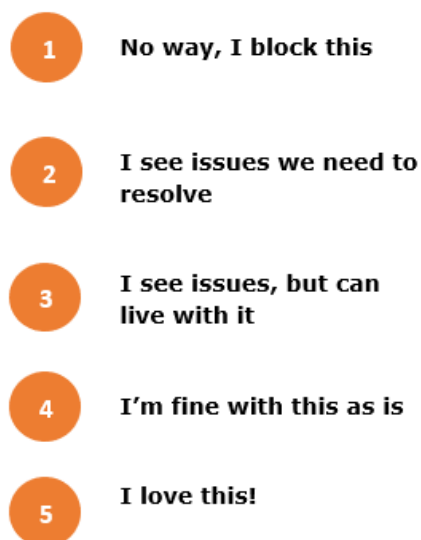 1
No way, I block this
2
I see issues we need to
resolve
3
I see issues, but can
live with it
4
I’m fine with this as is
5
I love this!